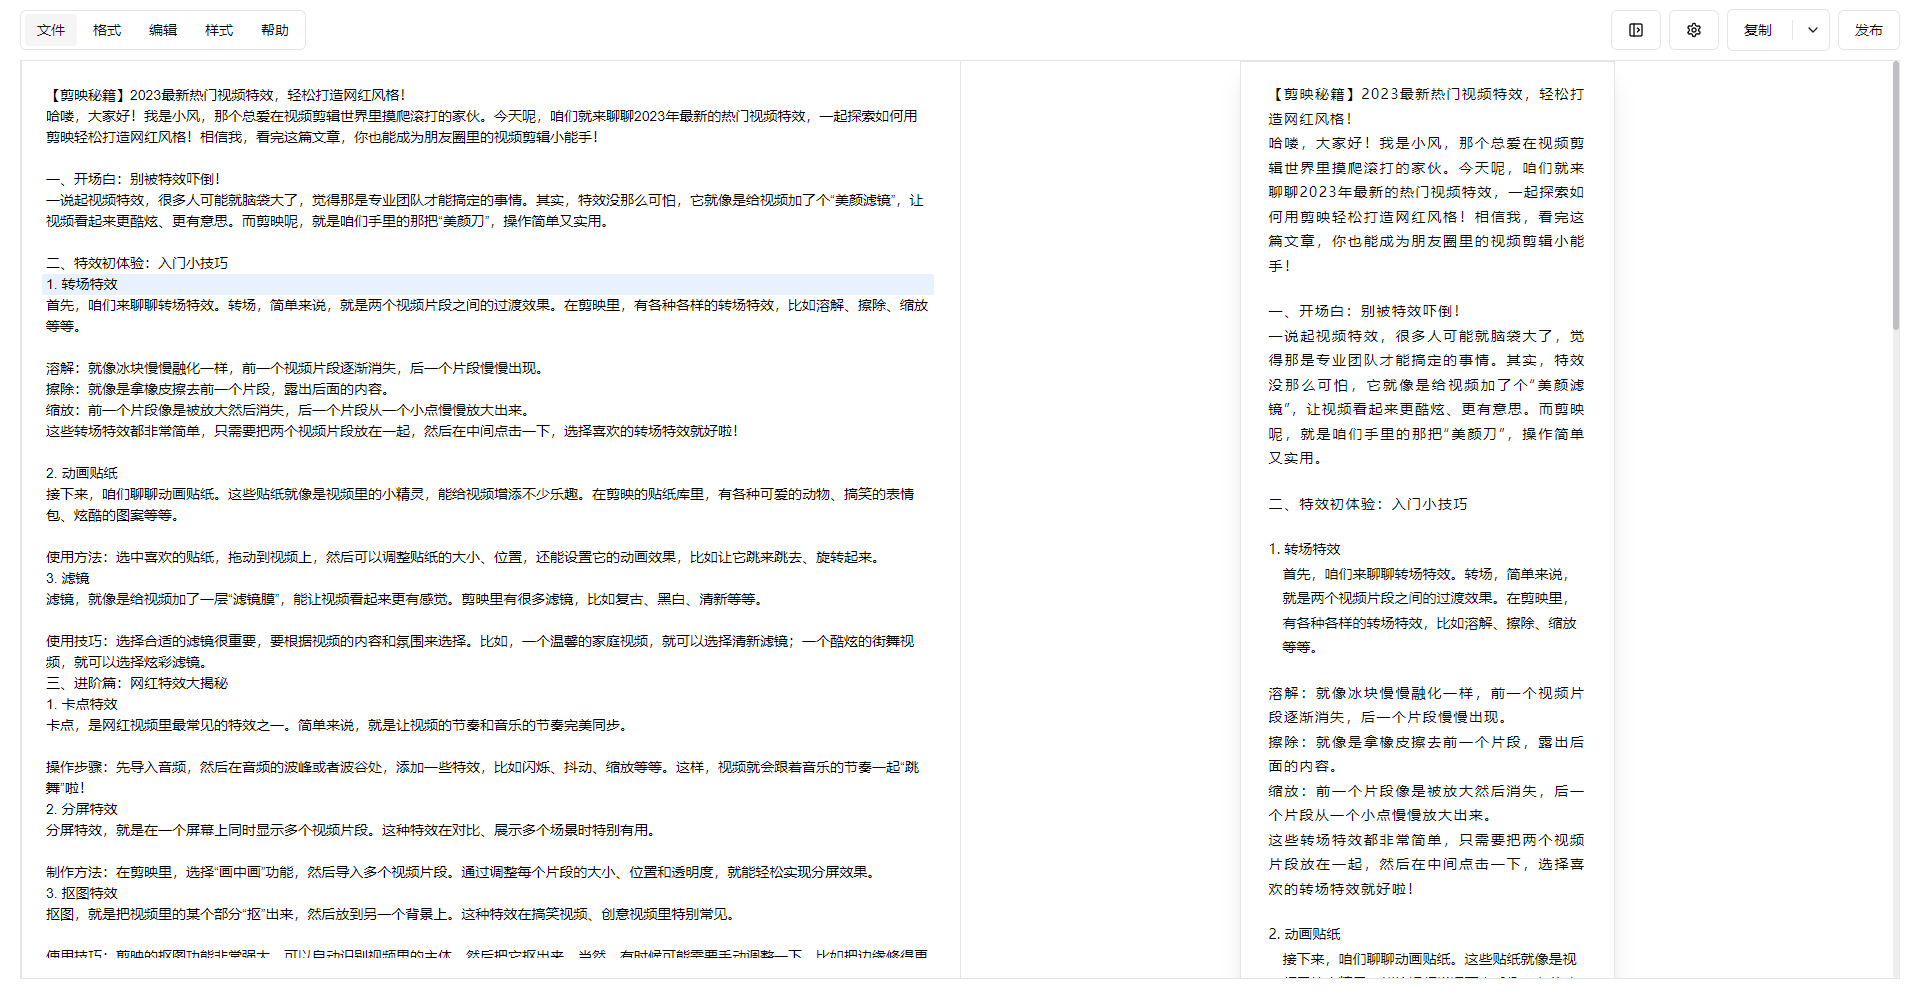 文件 格式 编辑 样式 帮助 复制 发布
【剪映秘籍】2023最新热门视频特效，轻松打造网红风格！
哈喽，大家好！我是小风，那个总爱在视频剪辑世界里摸爬滚打的家伙。今天呢，咱们就来聊聊2023年最新的热门视频特效，一起探索如何用
剪映轻松打造网红风格！相信我，看完这篇文章，你也能成为朋友圈里的视频剪辑小能手！
一、开场白：别被特效吓倒！
一说起视频特效，很多人可能就脑袋大了，觉得那是专业团队才能搞定的事情。其实，特效没那么可怕，它就像是给视频加了个“美颜滤镜”，让
视频看起来更酷炫、更有意思。而剪映呢，就是咱们手里的那把“美颜刀”，操作简单又实用。
二、特效初体验：入门小技巧
1. 转场特效
首先，咱们来聊聊转场特效。转场，简单来说，就是两个视频片段之间的过渡效果。在剪映里，有各种各样的转场特效，比如溶解、擦除、缩放
等等。
溶解：就像冰块慢慢融化一样，前一个视频片段逐渐消失，后一个片段慢慢出现。
擦除：就像是拿橡皮擦去前一个片段，露出后面的内容。
缩放：前一个片段像是被放大然后消失，后一个片段从一个小点慢慢放大出来。
这些转场特效都非常简单，只需要把两个视频片段放在一起，然后在中间点击一下，选择喜欢的转场特效就好啦！
2. 动画贴纸
接下来，咱们聊聊动画贴纸。这些贴纸就像是视频里的小精灵，能给视频增添不少乐趣。在剪映的贴纸库里，有各种可爱的动物、搞笑的表情
包、炫酷的图案等等。
使用方法：选中喜欢的贴纸，拖动到视频上，然后可以调整贴纸的大小、位置，还能设置它的动画效果，比如让它跳来跳去、旋转起来。
3. 滤镜
滤镜，就像是给视频加了一层“滤镜膜”，能让视频看起来更有感觉。剪映里有很多滤镜，比如复古、黑白、清新等等。
使用技巧：选择合适的滤镜很重要，要根据视频的内容和氛围来选择。比如，一个温馨的家庭视频，就可以选择清新滤镜；一个酷炫的街舞视
频，就可以选择炫彩滤镜。
三、进阶篇：网红特效大揭秘
1. 卡点特效
卡点，是网红视频里最常见的特效之一。简单来说，就是让视频的节奏和音乐的节奏完美同步。
操作步骤：先导入音频，然后在音频的波峰或者波谷处，添加一些特效，比如闪烁、抖动、缩放等等。这样，视频就会跟着音乐的节奏一起“跳
舞”啦！
2. 分屏特效
分屏特效，就是在一个屏幕上同时显示多个视频片段。这种特效在对比、展示多个场景时特别有用。
制作方法：在剪映里，选择“画中画”功能，然后导入多个视频片段。通过调整每个片段的大小、位置和透明度，就能轻松实现分屏效果。
3. 抠图特效
抠图，就是把视频里的某个部分“抠”出来，然后放到另一个背景上。这种特效在搞笑视频、创意视频里特别常见。
使用技巧：剪映的抠图功能非常强大，可以自动识别视频里的主体，然后把它抠出来。当然，有时候可能需要手动调整一下，比如把边缘修得更
【剪映秘籍】2023最新热门视频特效，轻松打
造网红风格！
哈喽，大家好！我是小风，那个总爱在视频剪
辑世界里摸爬滚打的家伙。今天呢，咱们就来
聊聊2023年最新的热门视频特效，一起探索如
何用剪映轻松打造网红风格！相信我，看完这
篇文章，你也能成为朋友圈里的视频剪辑小能
手！
一、开场白：别被特效吓倒！
一说起视频特效，很多人可能就脑袋大了，觉
得那是专业团队才能搞定的事情。其实，特效
没那么可怕，它就像是给视频加了个“美颜滤
镜”，让视频看起来更酷炫、更有意思。而剪映
呢，就是咱们手里的那把“美颜刀”，操作简单
又实用。
二、特效初体验：入门小技巧
1. 转场特效
首先，咱们来聊聊转场特效。转场，简单来说，
就是两个视频片段之间的过渡效果。在剪映里，
有各种各样的转场特效，比如溶解、擦除、缩放
等等。
溶解：就像冰块慢慢融化一样，前一个视频片
段逐渐消失，后一个片段慢慢出现。
擦除：就像是拿橡皮擦去前一个片段，露出后
面的内容。
缩放：前一个片段像是被放大然后消失，后一
个片段从一个小点慢慢放大出来。
这些转场特效都非常简单，只需要把两个视频
片段放在一起，然后在中间点击一下，选择喜
欢的转场特效就好啦！
2. 动画贴纸
接下来，咱们聊聊动画贴纸。这些贴纸就像是视